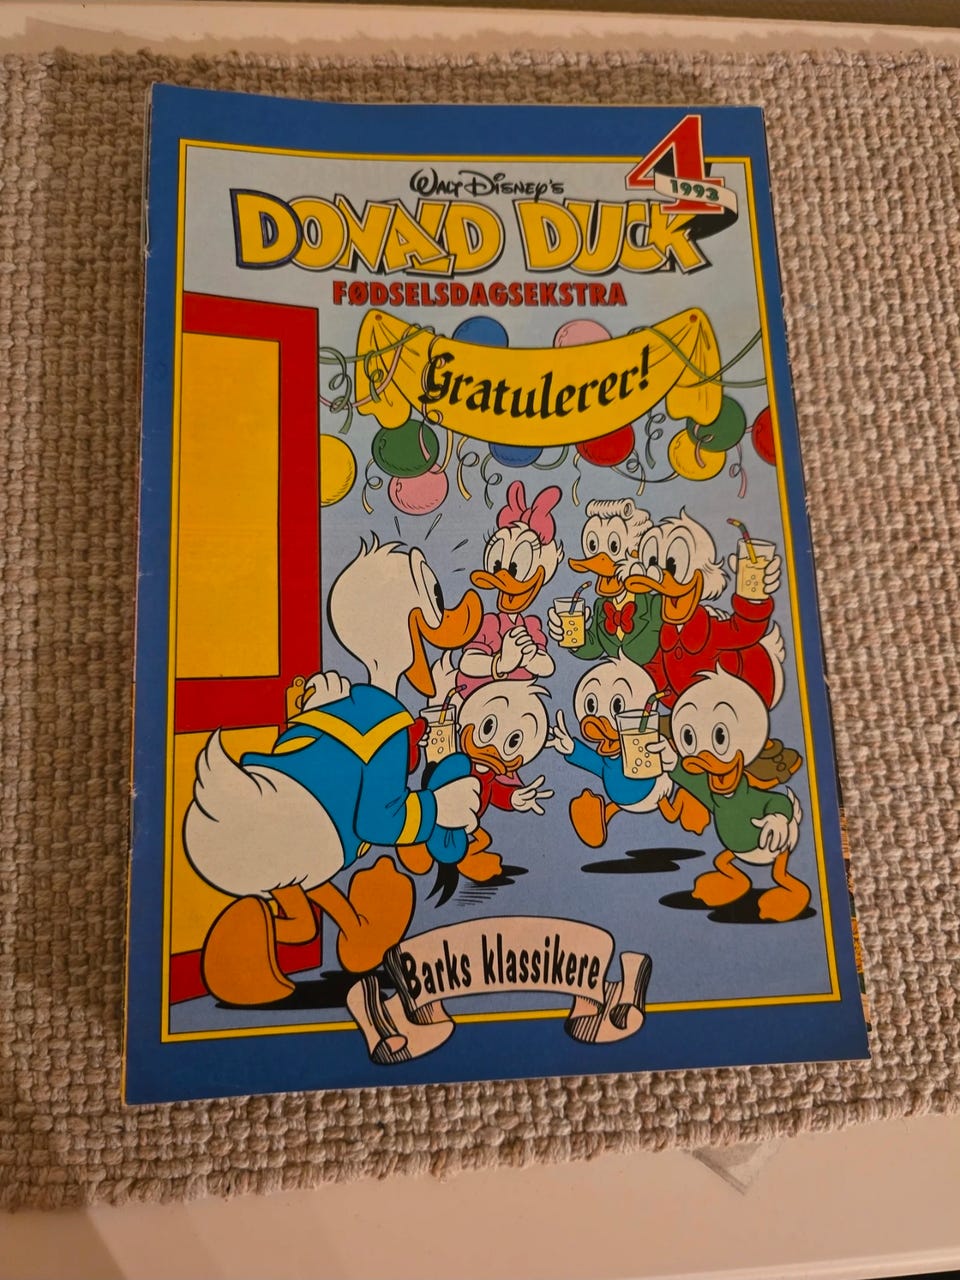 4
1993
WALT DISNEY'S
DONALD DUCK
FØDSELSDAGSEKSTRA
Gratulerer!
Barks klassikere